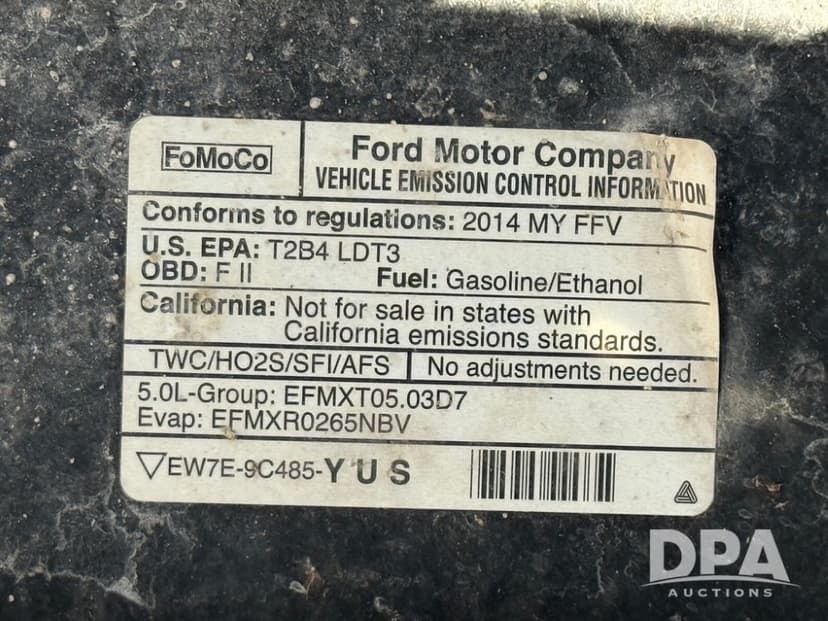 FoMoCo
Ford Motor Company
VEHICLE EMISSION CONTROL INFORMATION
Conforms to regulations: 2014 MY FFV
U.S. EPA: T2B4 LDT3
OBD: F II Fuel: Gasoline/Ethanol
California: Not for sale in states with
California emissions standards.
TWC/HO2S/SFI/AFS No adjustments needed.
5.0L-Group: EFMXT05.03D7
Evap: EFMXR0265NBV
EW7E-9C485-YUS
DPA
AUCTIONS